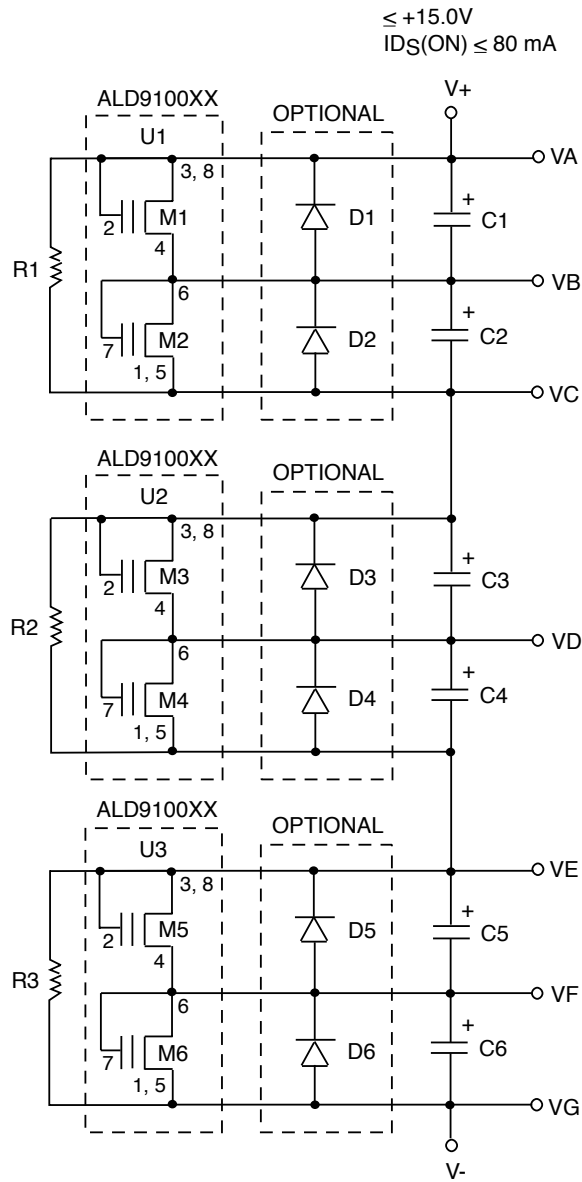 ≤ +15.0V
IDS(ON) ≤ 80 mA
V+
ALD9100XX
OPTIONAL
U1
VA
3, 8
2
M1
D1
+
C1
4
R1
6
VB
7
M2
D2
+
C2
1, 5
VC
ALD9100XX
OPTIONAL
U2
3, 8
2
M3
D3
+
C3
4
R2
6
VD
7
M4
D4
+
C4
1, 5
ALD9100XX
OPTIONAL
U3
VE
3, 8
2
M5
D5
+
C5
4
R3
6
VF
7
M6
D6
+
C6
1, 5
VG
V-